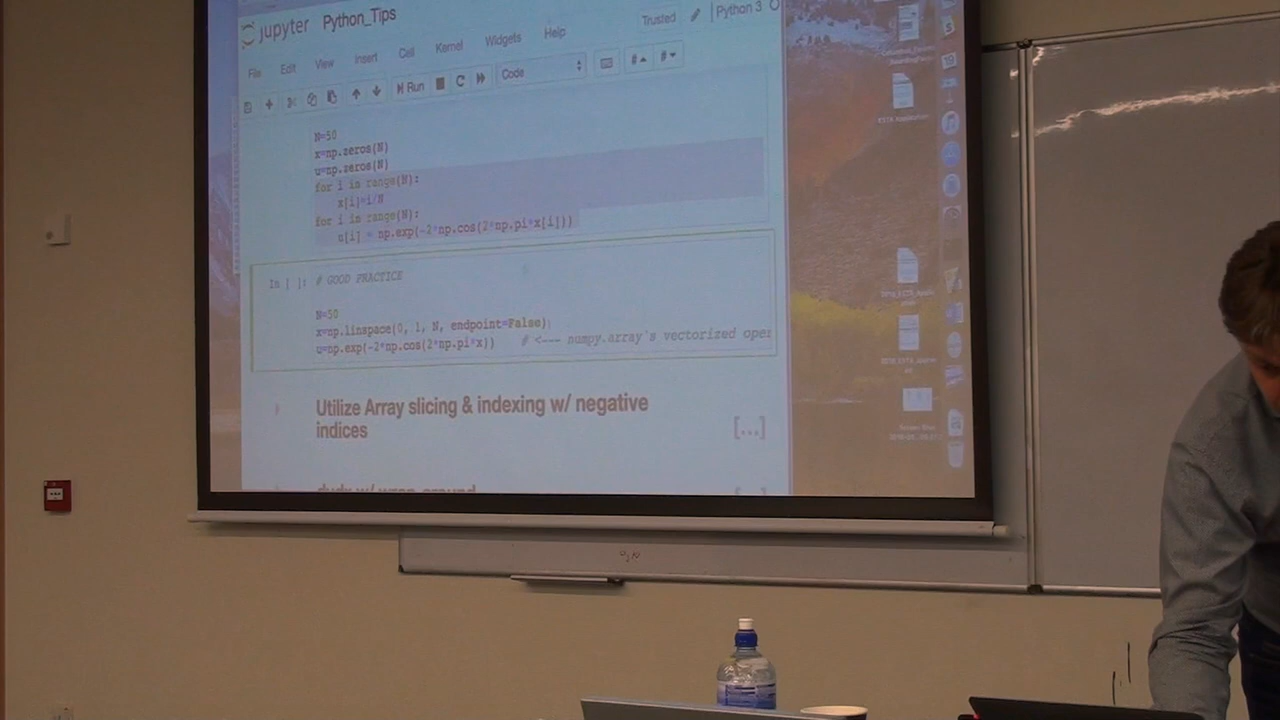 jupyter Python_Tips
Trusted Python 3
File Edit View Insert Cell Kernel Widgets Help
Run Code
N=50
x=np.zeros(N)
u=np.zeros(N)
for i in range(N):
x[i]=i/N
for i in range(N):
u[i] = np.exp(-2*np.cos(2*np.pi*x[i]))
In [ ]: # GOOD PRACTICE
N=50
x=np.linspace(0, 1, N, endpoint=False)
u=np.exp(-2*np.cos(2*np.pi*x)) # <--- numpy.array's vectorized oper
Utilize Array slicing & indexing w/ negative
indices
[...]